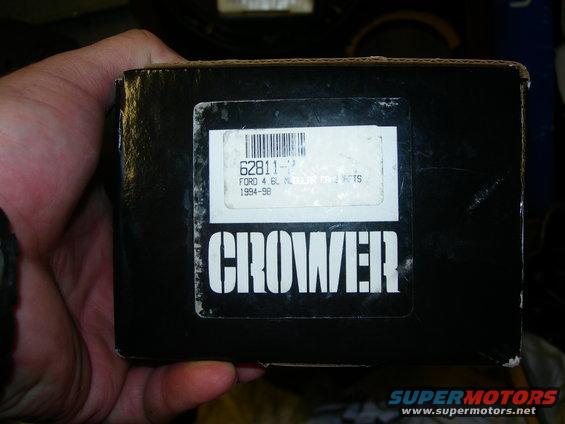 62811-
FORD 4.6L MODULAR CAMSHAFTS
1994-98
CROWER
SUPERMOTORS
www.supermotors.net